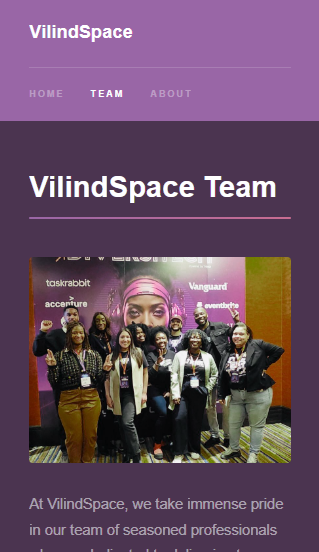 VilindSpace
HOME TEAM ABOUT
VilindSpace Team
taskrabbit
Vanguard
accenture
eventbrite
At VilindSpace, we take immense pride
in our team of seasoned professionals